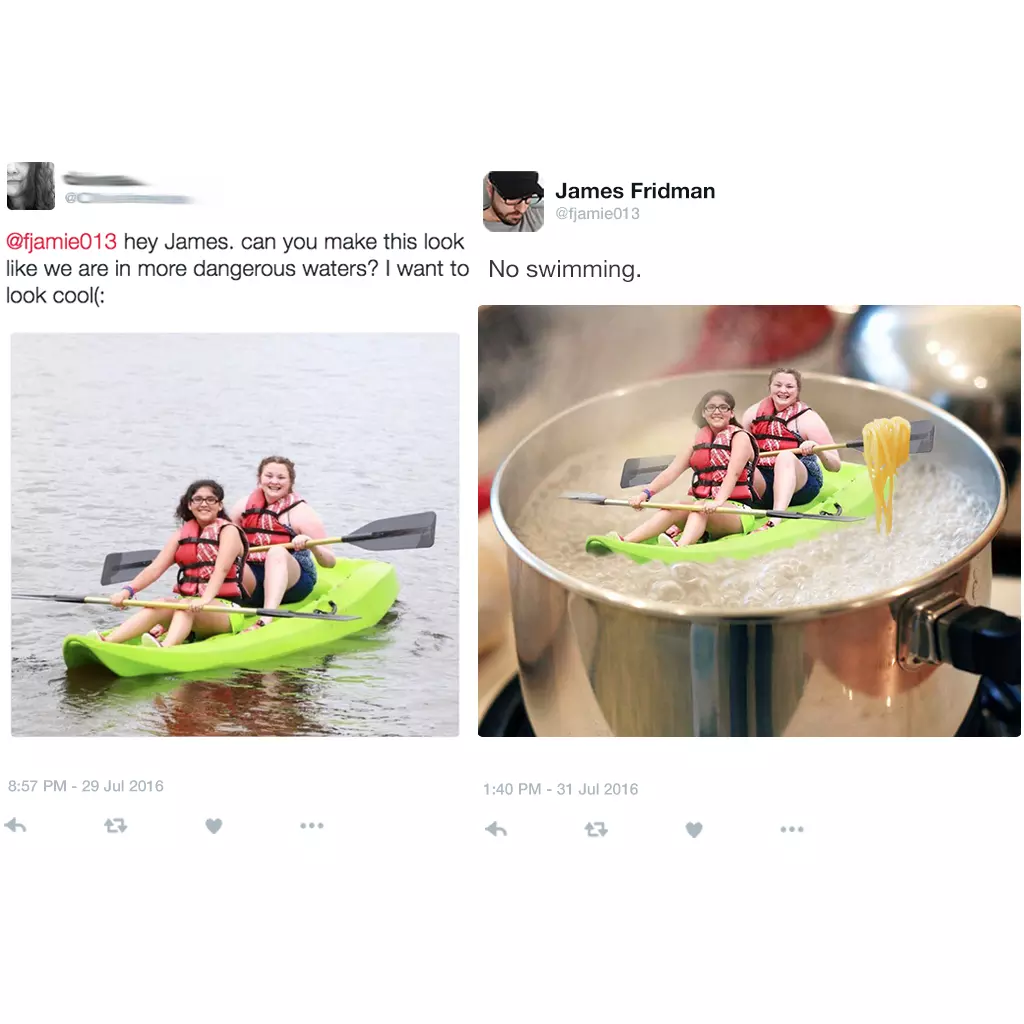 @fjamie013 hey James. can you make this look
like we are in more dangerous waters? I want to
look cool(:
8:57 PM - 29 Jul 2016
James Fridman
@fjamie013
No swimming.
1:40 PM - 31 Jul 2016